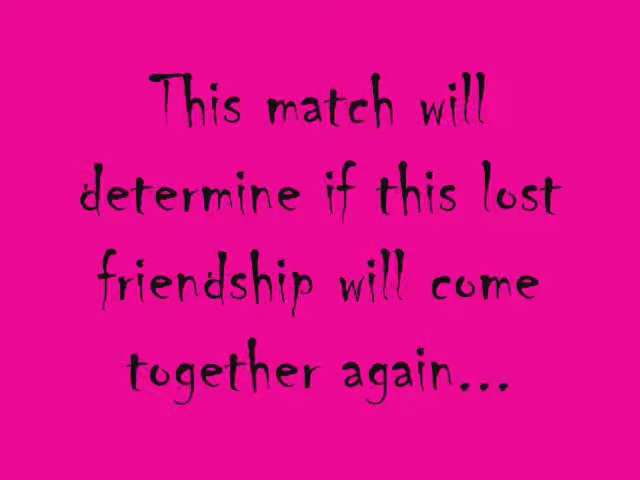 This match will
determine if this lost
friendship will come
together again...